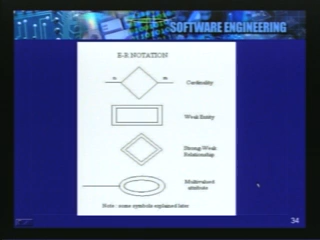 SOFTWARE ENGINEERING
E-R NOTATION
Cardinality
Weak Entity
Strong-Weak
Relationship
Multivalued
attribute
Note : some symbols explained later
34